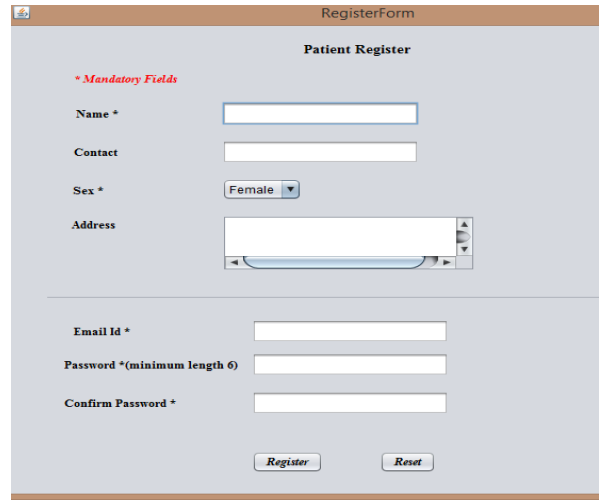 RegisterForm
Patient Register
* Mandatory Fields
Name *
Contact
Sex *
Female
Address
Email Id *
Password *(minimum length 6)
Confirm Password *
Register
Reset